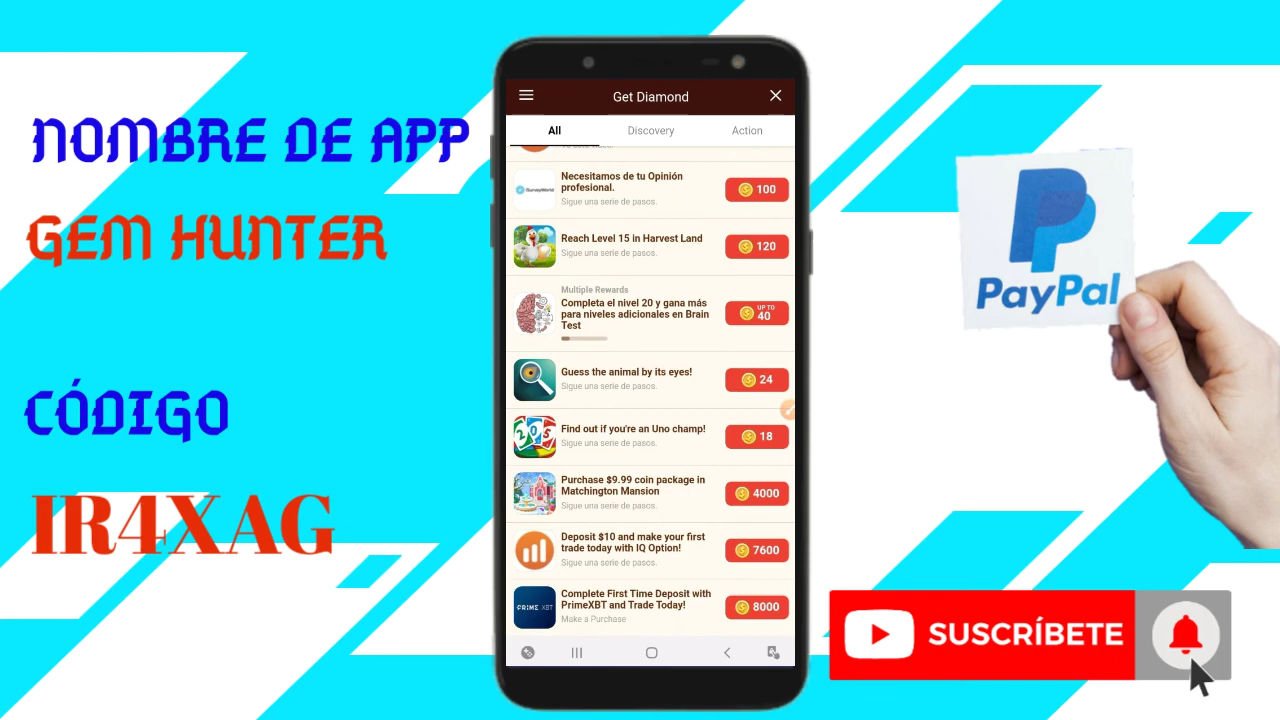 NOMBRE DE APP
GEM HUNTER
CÓDIGO
IR4XAG
Get Diamond
All
Discovery
Action
Necesitamos de tu Opinión
profesional.
Sigue una serie de pasos.
100
Reach Level 15 in Harvest Land
Sigue una serie de pasos.
120
Multiple Rewards
Completa el nivel 20 y gana más
para niveles adicionales en Brain
Test
UP TO
40
Guess the animal by its eyes!
Sigue una serie de pasos.
24
Find out if you're an Uno champ!
Sigue una serie de pasos.
18
205
Purchase $9.99 coin package in
Matchington Mansion
Sigue una serie de pasos.
4000
Deposit $10 and make your first
trade today with IQ Option!
Sigue una serie de pasos.
7600
PRIME XBT
Complete First Time Deposit with
PrimeXBT and Trade Today!
Make a Purchase
8000
PayPal
SUSCRÍBETE